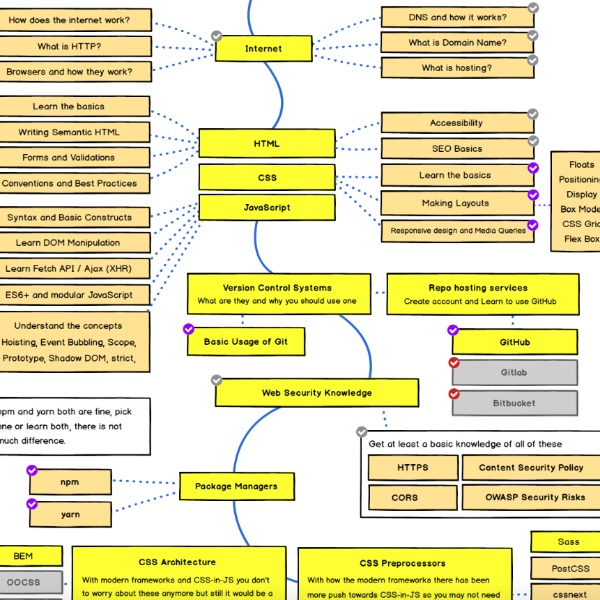 How does the internet work?
What is HTTP?
Browsers and how they work?
Internet
DNS and how it works?
What is Domain Name?
What is hosting?
Learn the basics
Writing Semantic HTML
Forms and Validations
Conventions and Best Practices
HTML
CSS
JavaScript
Accessibility
SEO Basics
Learn the basics
Making Layouts
Responsive design and Media Queries
Floats
Positioning
Display
Box Mode
CSS Grid
Flex Box
Syntax and Basic Constructs
Learn DOM Manipulation
Learn Fetch API / Ajax (XHR)
ES6+ and modular JavaScript
Understand the concepts
Hoisting, Event Bubbling, Scope,
Prototype, Shadow DOM, strict,
Version Control Systems
What are they and why you should use one
Basic Usage of Git
Repo hosting services
Create account and Learn to use GitHub
GitHub
Gitlab
Bitbucket
Web Security Knowledge
Get at least a basic knowledge of all of these
HTTPS
Content Security Policy
CORS
OWASP Security Risks
npm and yarn both are fine, pick
one or learn both, there is not
much difference.
npm
yarn
Package Managers
BEM
OOCSS
CSS Architecture
With modern frameworks and CSS-in-JS you don't
to worry about these anymore but still it would be a
CSS Preprocessors
With how the modern frameworks there has been
more push towards CSS-in-JS so you may not need
Sass
PostCSS
cssnext